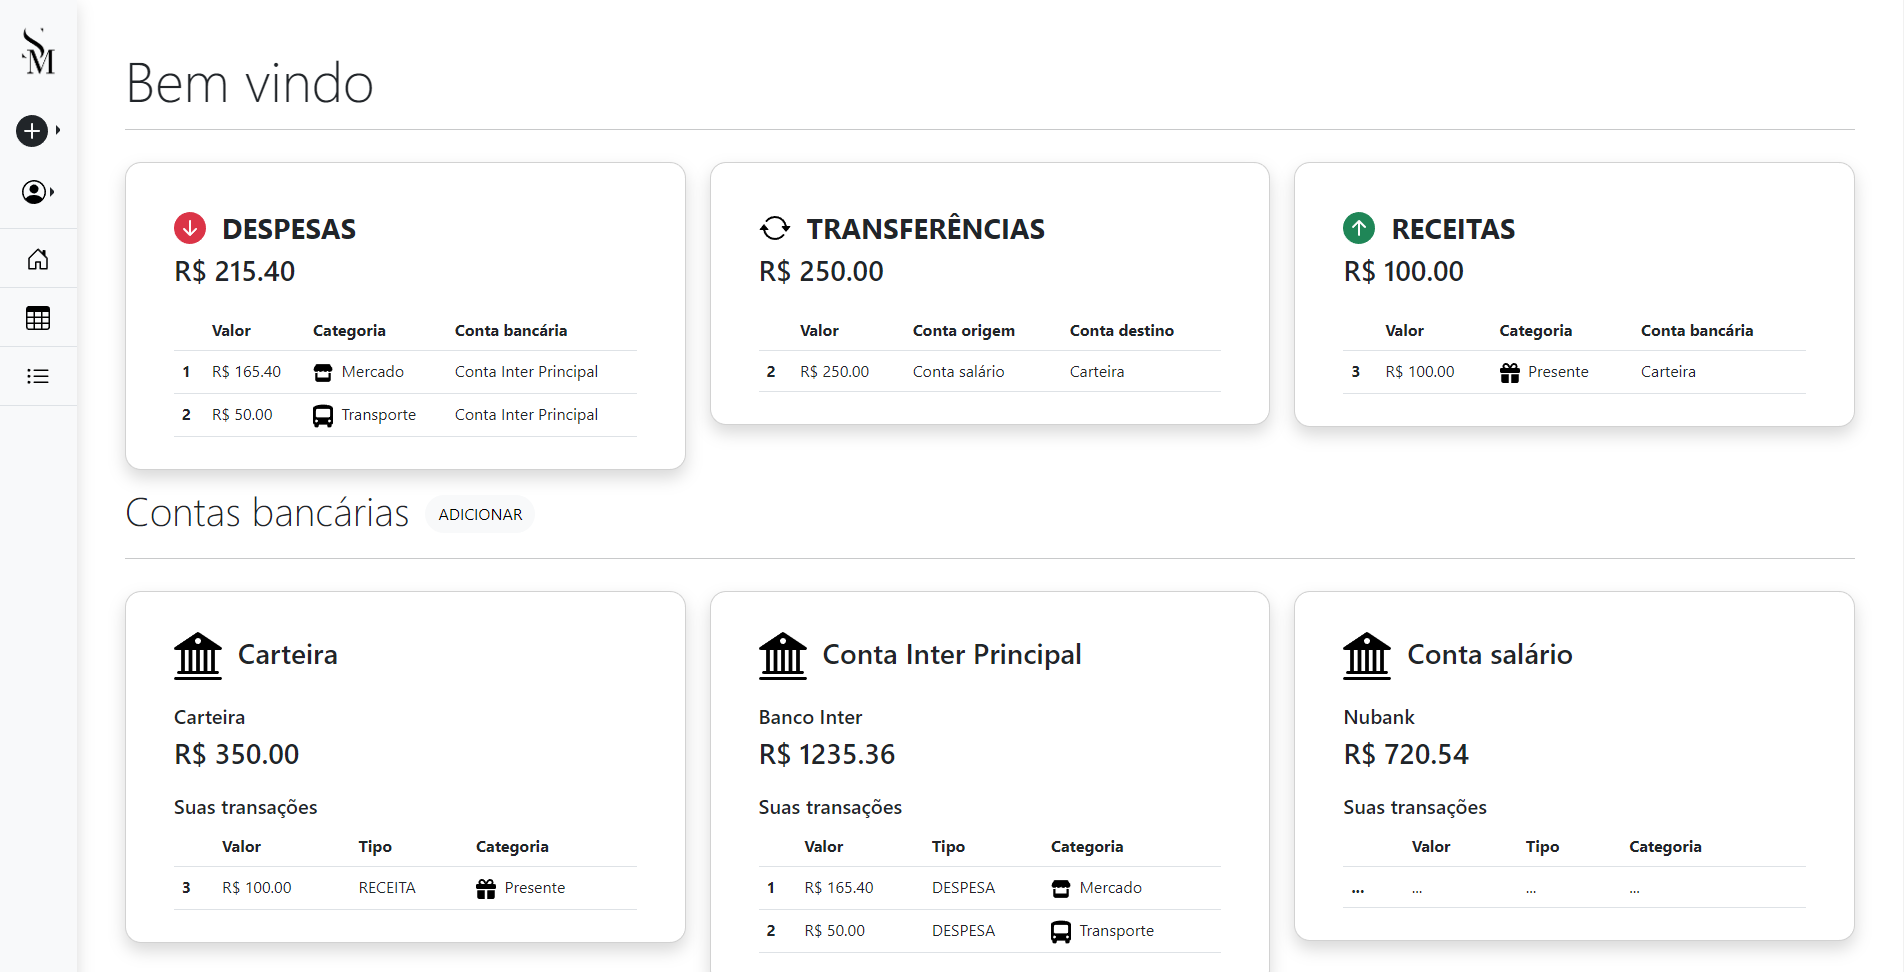 SM
Bem vindo
DESPESAS
R$ 215.40
Valor Categoria Conta bancária
1 R$ 165.40 Mercado Conta Inter Principal
2 R$ 50.00 Transporte Conta Inter Principal
TRANSFERÊNCIAS
R$ 250.00
Valor Conta origem Conta destino
2 R$ 250.00 Conta salário Carteira
RECEITAS
R$ 100.00
Valor Categoria Conta bancária
3 R$ 100.00 Presente Carteira
Contas bancárias ADICIONAR
Carteira
Carteira
R$ 350.00
Suas transações
Valor Tipo Categoria
3 R$ 100.00 RECEITA Presente
Conta Inter Principal
Banco Inter
R$ 1235.36
Suas transações
Valor Tipo Categoria
1 R$ 165.40 DESPESA Mercado
2 R$ 50.00 DESPESA Transporte
Conta salário
Nubank
R$ 720.54
Suas transações
Valor Tipo Categoria
... ... ... ...